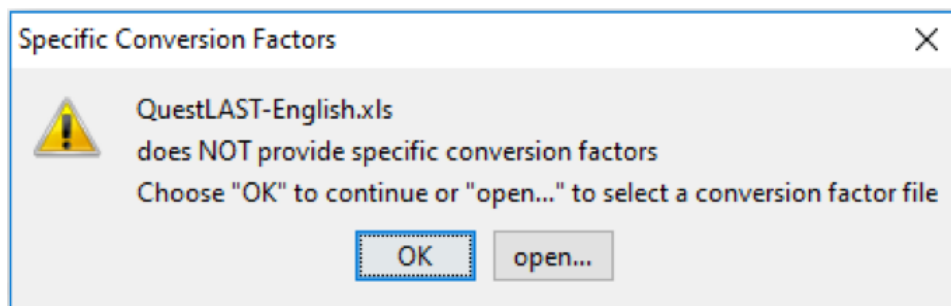 Specific Conversion Factors
QuestLAST-English.xls
does NOT provide specific conversion factors
Choose "OK" to continue or "open..." to select a conversion factor file
OK
open...